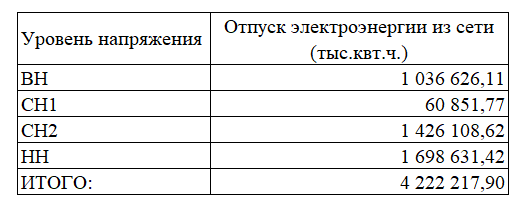 Уровень напряжения
Отпуск электроэнергии из сети
(тыс.квт.ч.)
ВН 1 036 626,11
СН1 60 851,77
СН2 1 426 108,62
НН 1 698 631,42
ИТОГО: 4 222 217,90